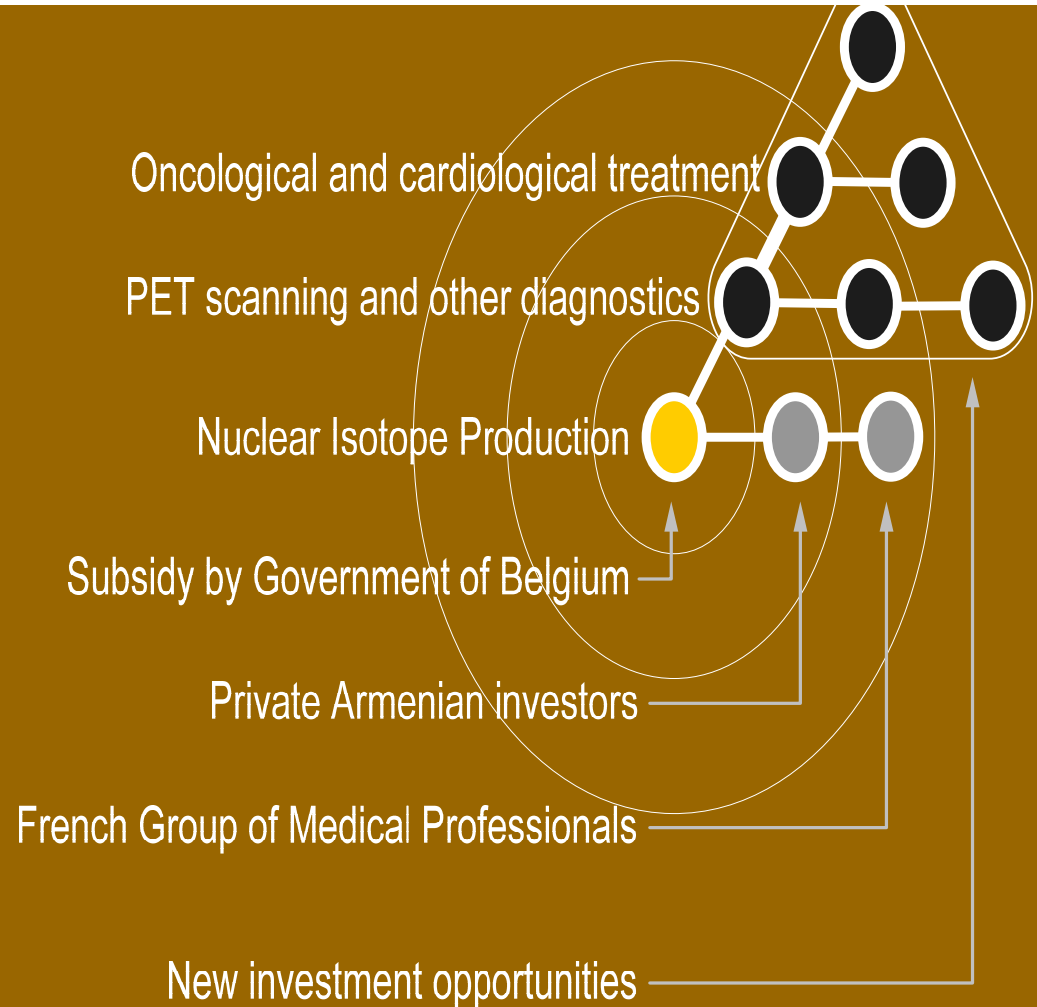 Oncological and cardiological treatment
PET scanning and other diagnostics
Nuclear Isotope Production
Subsidy by Government of Belgium
Private Armenian investors
French Group of Medical Professionals
New investment opportunities